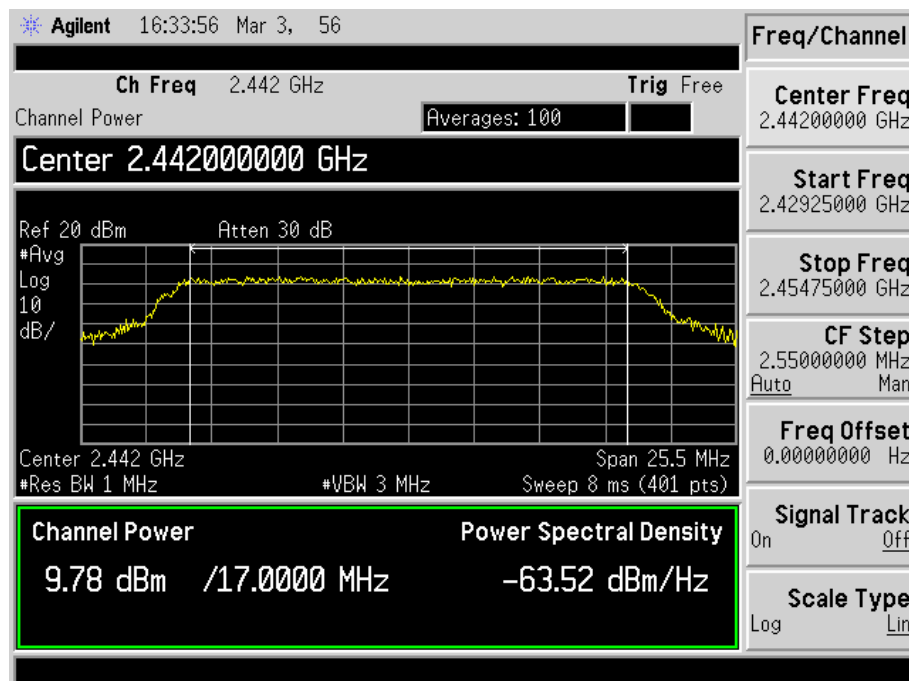 Agilent 16:33:56 Mar 3, 56
Ch Freq 2.442 GHz Trig Free
Channel Power Averages: 100
Center 2.442000000 GHz
Ref 20 dBm Atten 30 dB
#Avg
Log
10
dB/
Center 2.442 GHz Span 25.5 MHz
#Res BW 1 MHz #VBW 3 MHz Sweep 8 ms (401 pts)
Channel Power Power Spectral Density
9.78 dBm /17.0000 MHz -63.52 dBm/Hz
Freq/Channel
Center Freq
2.44200000 GHz
Start Freq
2.42925000 GHz
Stop Freq
2.45475000 GHz
CF Step
2.55000000 MHz
Auto Man
Freq Offset
0.00000000 Hz
Signal Track
On Off
Scale Type
Log Lin